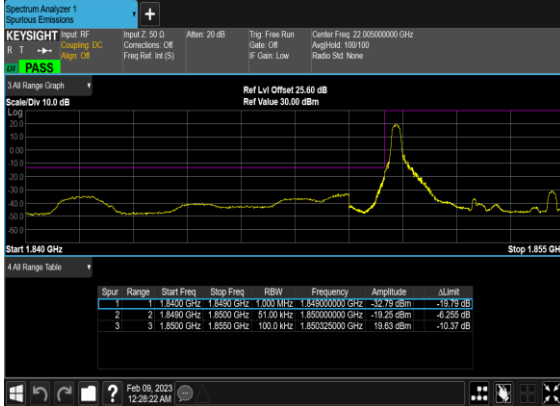 Spectrum Analyzer 1
Spurious Emissions
+
KEYSIGHT Input: RF Input Z: 50 Ω Atten: 20 dB Trig: Free Run Center Freq: 22.005000000 GHz
R T Coupling: DC Corrections: Off Gate: Off Avg|Hold: 100/100
Align: Off Freq Ref: Int (S) IF Gain: Low Radio Std: None
PASS
3 All Range Graph
Ref Lvl Offset 25.60 dB
Scale/Div 10.0 dB Ref Value 30.00 dBm
Log
20.0
10.0
0.00
-10.0
-20.0
-30.0
-40.0
-50.0
-60.0
Start 1.840 GHz Stop 1.855 GH
4 All Range Table
Spur Range Start Freq Stop Freq RBW Frequency Amplitude ΔLimit
1 1 1.8400 GHz 1.8490 GHz 1.000 MHz 1.849000000 GHz -32.79 dBm -19.79 dB
2 2 1.8490 GHz 1.8500 GHz 51.00 kHz 1.850000000 GHz -19.25 dBm -6.255 dB
3 3 1.8500 GHz 1.8550 GHz 100.0 kHz 1.850325000 GHz 19.63 dBm -10.37 dB
? Feb 09, 2023
12:28:22 AM